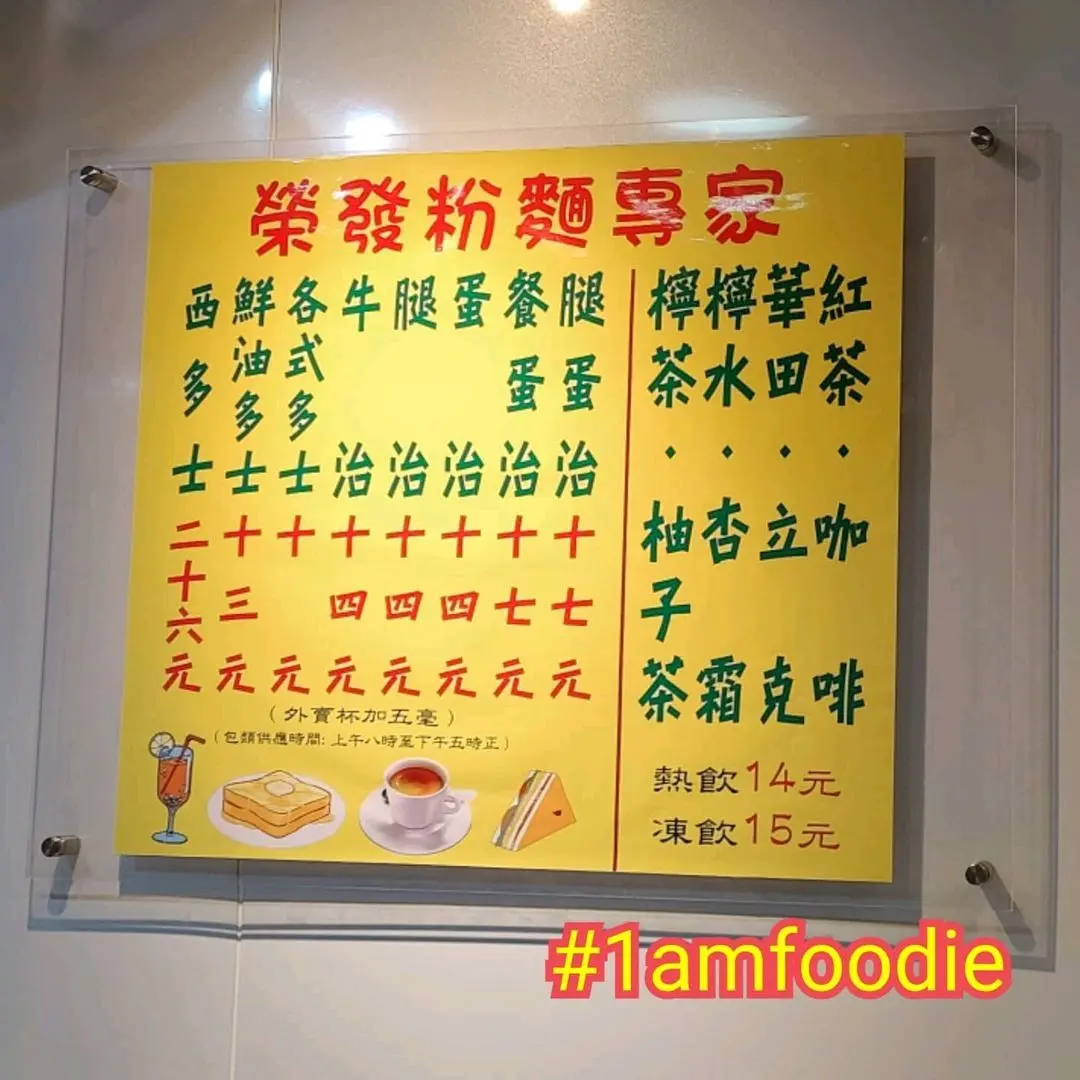 榮發粉麵專家
紅茶・咖啡
華田・立克
檸水・杏霜
檸茶・柚子茶
熱飲14元
凍飲15元
腿蛋治十七元
餐蛋治十七元
蛋治十四元
腿治十四元
牛治十四元
各式多士十元
鮮油多士十三元
西多士二十六元
(外賣杯加五毫)
(包類供應時間: 上午八時至下午五時正)
#1amfoodie